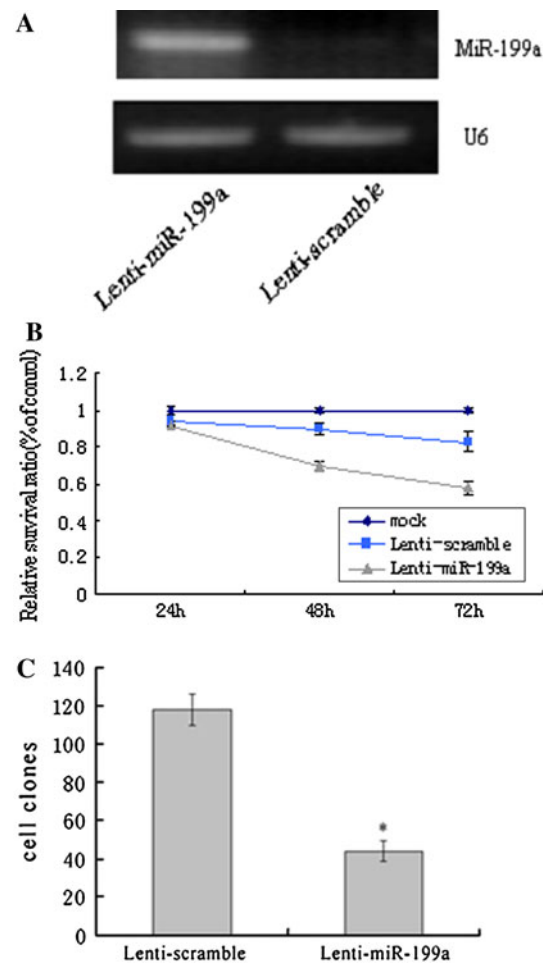 A
MiR-199a
U6
Lenti-miR-199a
Lenti-scramble
B
Relative survival ratio(% of control)
1.2
1
0.8
0.6
0.4
0.2
0
mock
Lenti-scramble
Lenti-miR-199a
24h 48h 72h
C
cell clones
140
120
100
80
60
40
20
0
*
Lenti-scramble Lenti-miR-199a